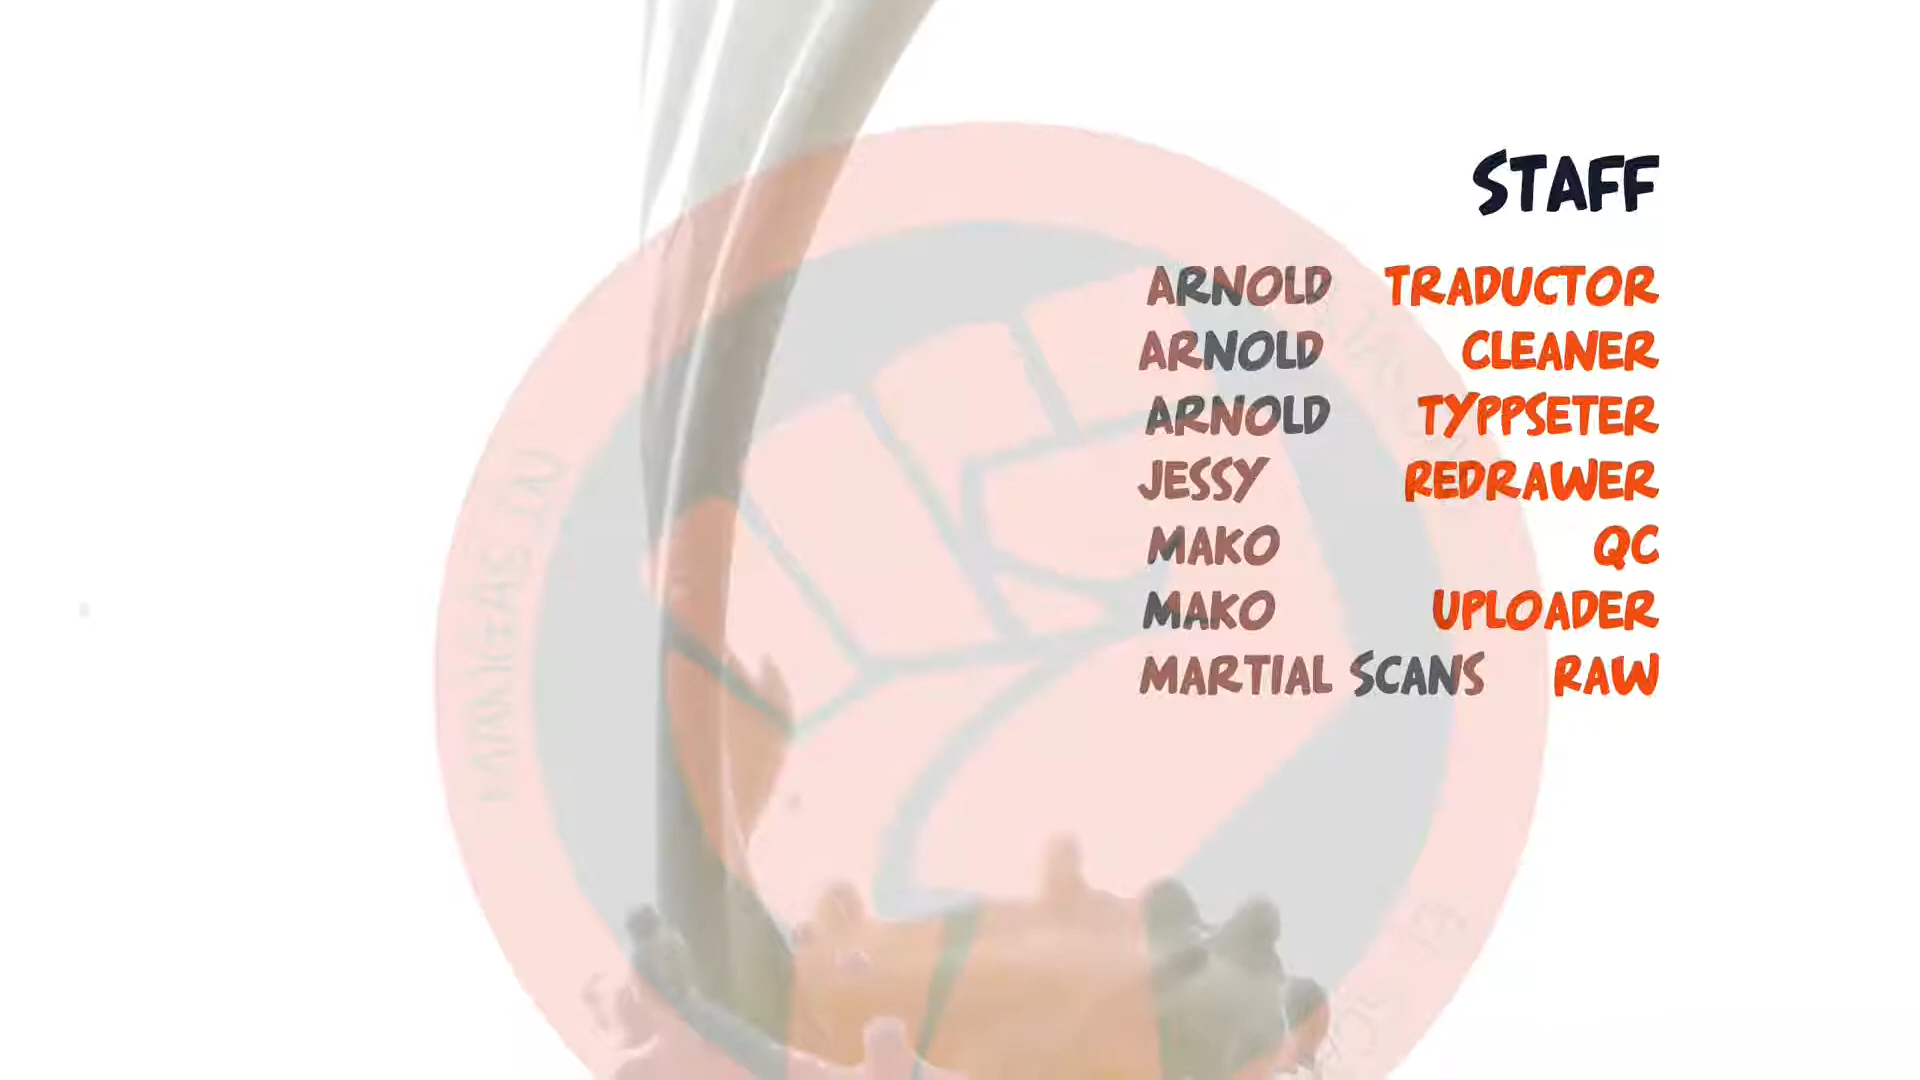 STAFF
ARNOLD TRADUCTOR
ARNOLD CLEANER
ARNOLD TYPPSETER
JESSY REDRAWER
MAKO QC
MAKO UPLOADER
MARTIAL SCANS RAW